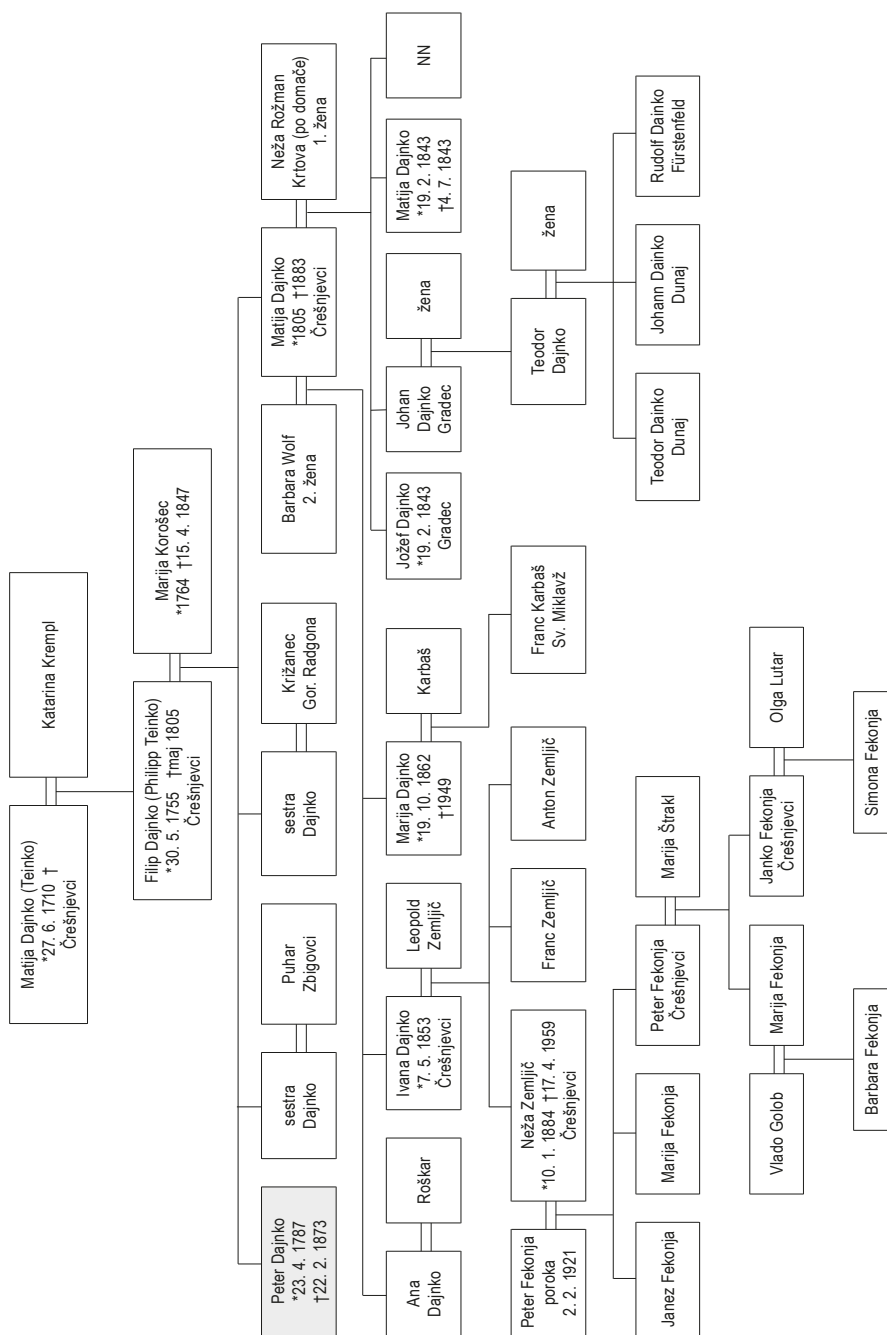 Matija Dajnko (Teinko)
*27. 6. 1710 †
Črešnjevci
Katarina Krempl
Filip Dajnko (Philipp Teinko)
*30. 5. 1755 †maj 1805
Črešnjevci
Marija Korošec
*1764 †15. 4. 1847
Peter Dajnko
*23. 4. 1787
†22. 2. 1873
sestra
Dajnko
Puhar
Zbigovci
sestra
Dajnko
Križanec
Gor. Radgona
Barbara Wolf
2. žena
Matija Dajnko
*1805 †1883
Črešnjevci
Neža Rožman
Krtova (po domače)
1. žena
Ana
Dajnko
Roškar
Ivana Dajnko
*7. 5. 1853
Črešnjevci
Leopold
Zemljič
Marija Dajnko
*19. 10. 1862
†1949
Karbaš
Jožef Dajnko
*19. 2. 1843
Gradec
Johan
Dajnko
Gradec
žena
Matija Dajnko
*19. 2. 1843
†4. 7. 1843
NN
Peter Fekonja
poroka
2. 2. 1921
Neža Zemljič
*10. 1. 1884 †17. 4. 1959
Črešnjevci
Franc Zemljič
Anton Zemljič
Franc Karbaš
Sv. Miklavž
Teodor
Dajnko
žena
Janez Fekonja
Marija Fekonja
Peter Fekonja
Črešnjevci
Marija Štrakl
Teodor Dainko
Dunaj
Johann Dainko
Dunaj
Rudolf Dainko
Fürstenfeld
Vlado Golob
Marija Fekonja
Janko Fekonja
Črešnjevci
Olga Lutar
Barbara Fekonja
Simona Fekonja